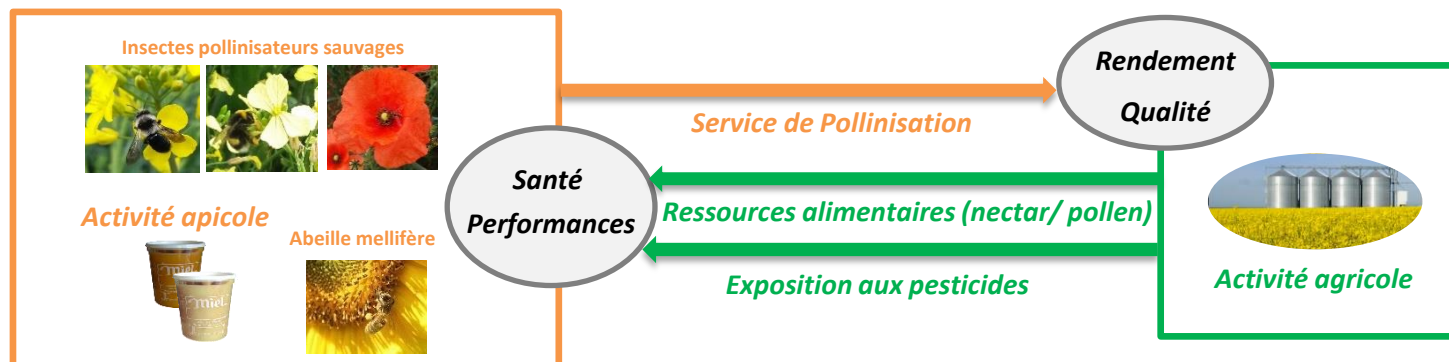 Insectes pollinisateurs sauvages
Activité apicole
miel
miel
Abeille mellifère
Santé
Performances
Service de Pollinisation
Ressources alimentaires (nectar/ pollen)
Exposition aux pesticides
Rendement
Qualité
Activité agricole